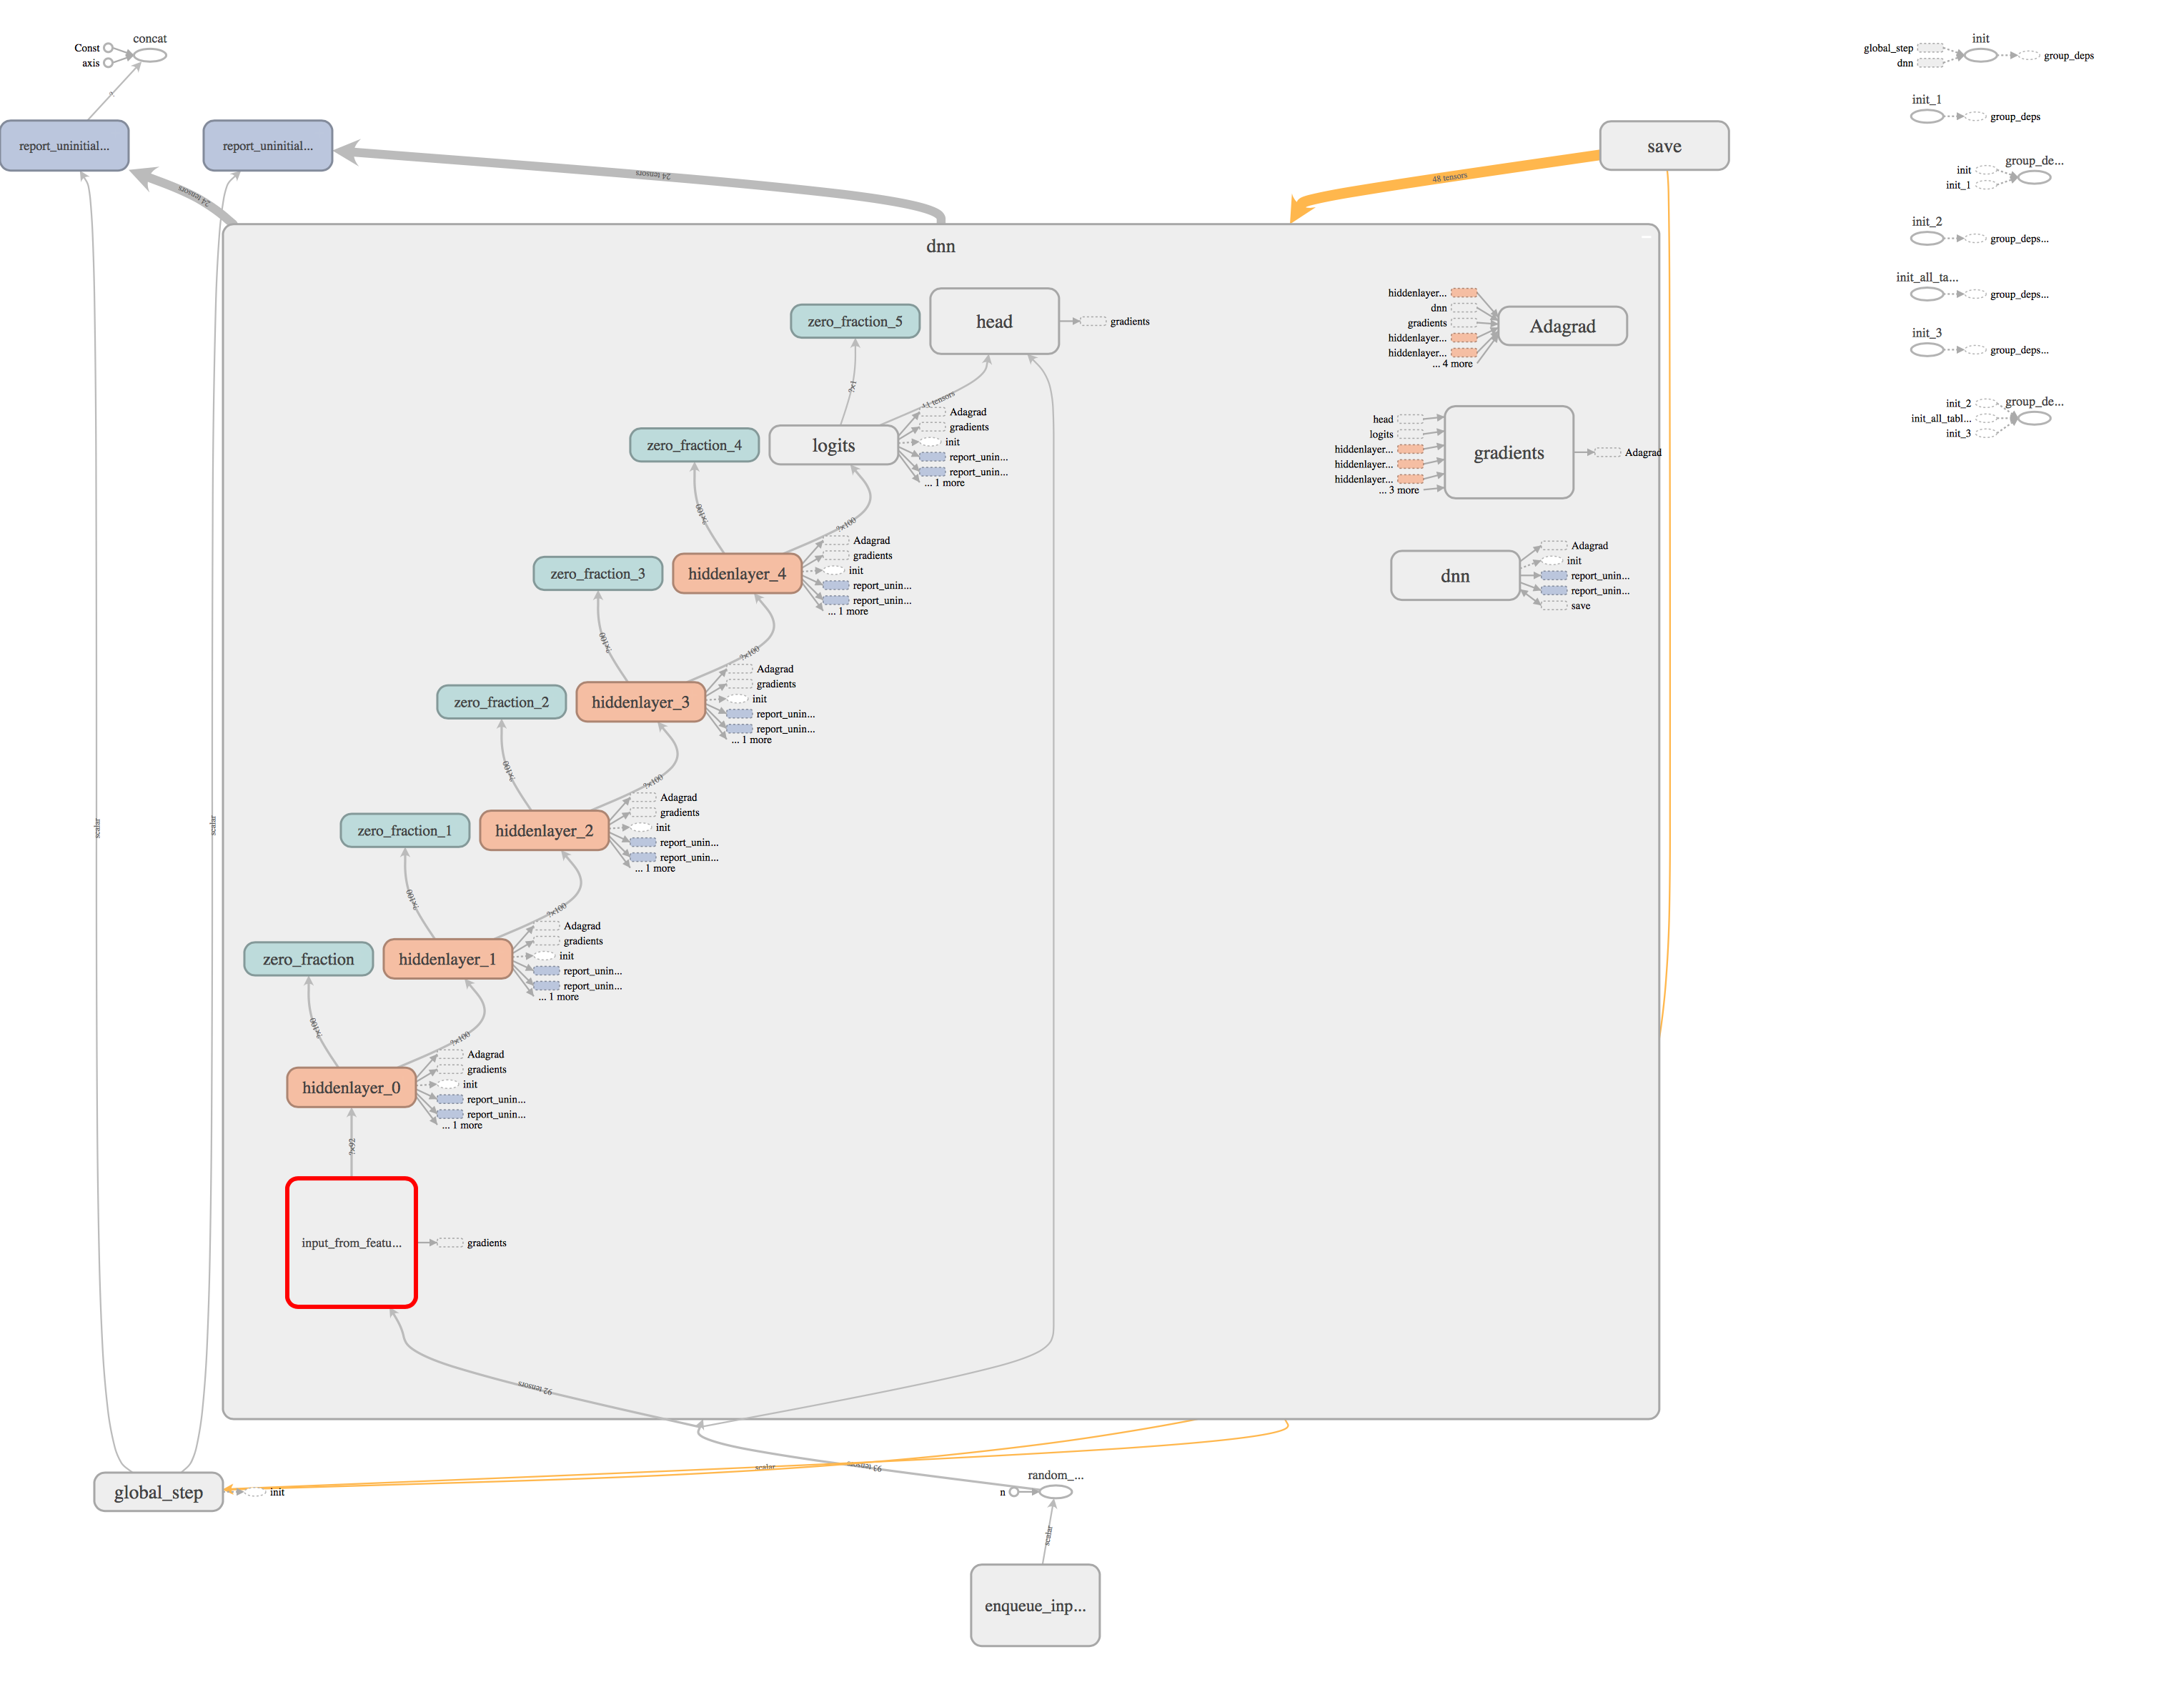 concat
Const
axis
report_uninitial...
report_uninitial...
24 tensors
24 tensors
save
48 tensors
global_step
dnn
init
group_deps
init_1
group_deps
init
init_1
group_de...
init_2
group_deps...
init_all_ta...
group_deps...
init_3
group_deps...
init_2
init_all_tabl...
init_3
group_de...
dnn
zero_fraction_5
head
gradients
?x1
11 tensors
zero_fraction_4
logits
Adagrad
gradients
init
report_unin...
report_unin...
... 1 more
?x100
?x100
zero_fraction_3
hiddenlayer_4
Adagrad
gradients
init
report_unin...
report_unin...
... 1 more
?x100
?x100
zero_fraction_2
hiddenlayer_3
Adagrad
gradients
init
report_unin...
report_unin...
... 1 more
?x100
?x100
zero_fraction_1
hiddenlayer_2
Adagrad
gradients
init
report_unin...
report_unin...
... 1 more
?x100
?x100
zero_fraction
hiddenlayer_1
Adagrad
gradients
init
report_unin...
report_unin...
... 1 more
?x100
?x100
hiddenlayer_0
Adagrad
gradients
init
report_unin...
report_unin...
... 1 more
?x92
input_from_featu...
gradients
92 tensors
hiddenlayer...
dnn
gradients
hiddenlayer...
hiddenlayer...
... 4 more
Adagrad
head
logits
hiddenlayer...
hiddenlayer...
hiddenlayer...
... 3 more
gradients
Adagrad
dnn
Adagrad
init
report_unin...
report_unin...
save
scalar
scalar
global_step
init
scalar
93 tensors
random_...
n
scalar
enqueue_inp...